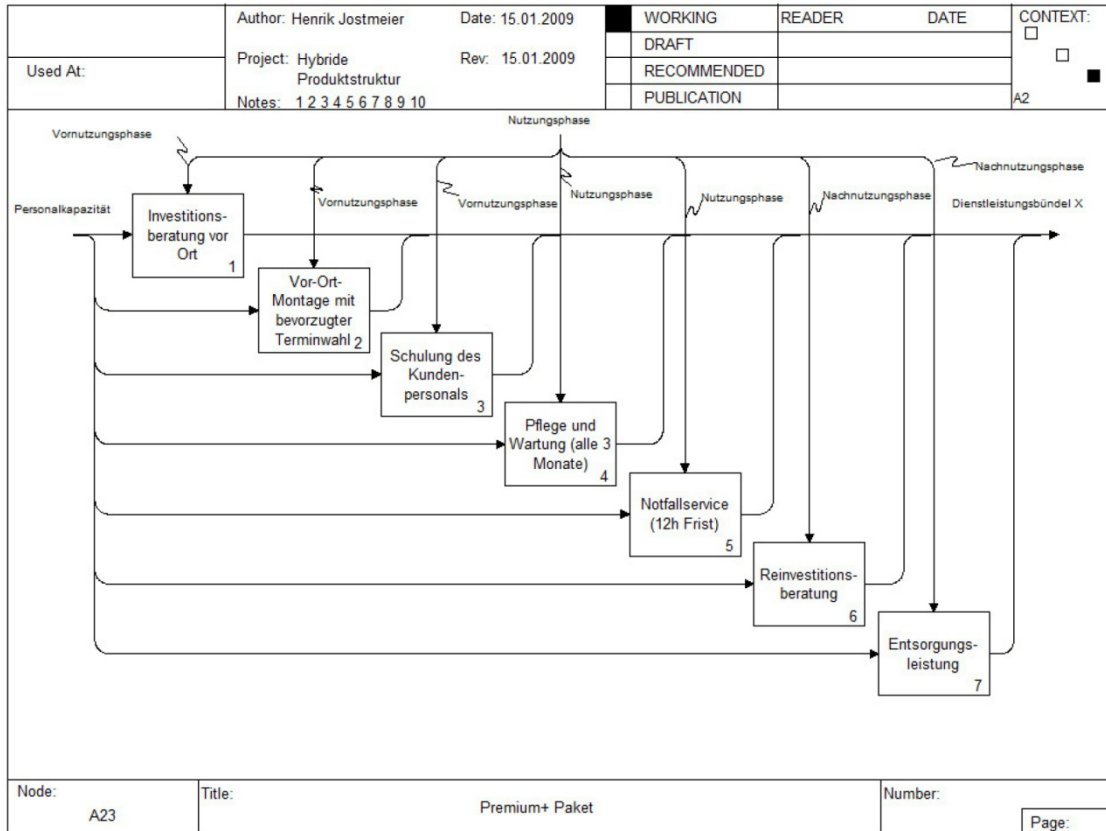 Used At:
Author: Henrik Jostmeier
Date: 15.01.2009
Project: Hybride
Produktstruktur
Rev: 15.01.2009
Notes: 1 2 3 4 5 6 7 8 9 10
WORKING
DRAFT
RECOMMENDED
PUBLICATION
READER
DATE
CONTEXT:
A2
Nutzungsphase
Vornutzungsphase
Nachnutzungsphase
Vornutzungsphase
Vornutzungsphase
Nutzungsphase
Nutzungsphase
Nachnutzungsphase
Personalkapazität
Dienstleistungsbündel X
Investitions-
beratung vor
Ort
1
Vor-Ort-
Montage mit
bevorzugter
Terminwahl 2
Schulung des
Kunden-
personals
3
Pflege und
Wartung (alle 3
Monate)
4
Notfallservice
(12h Frist)
5
Reinvestitions-
beratung
6
Entsorgungs-
leistung
7
Node:
A23
Title:
Premium+ Paket
Number:
Page: